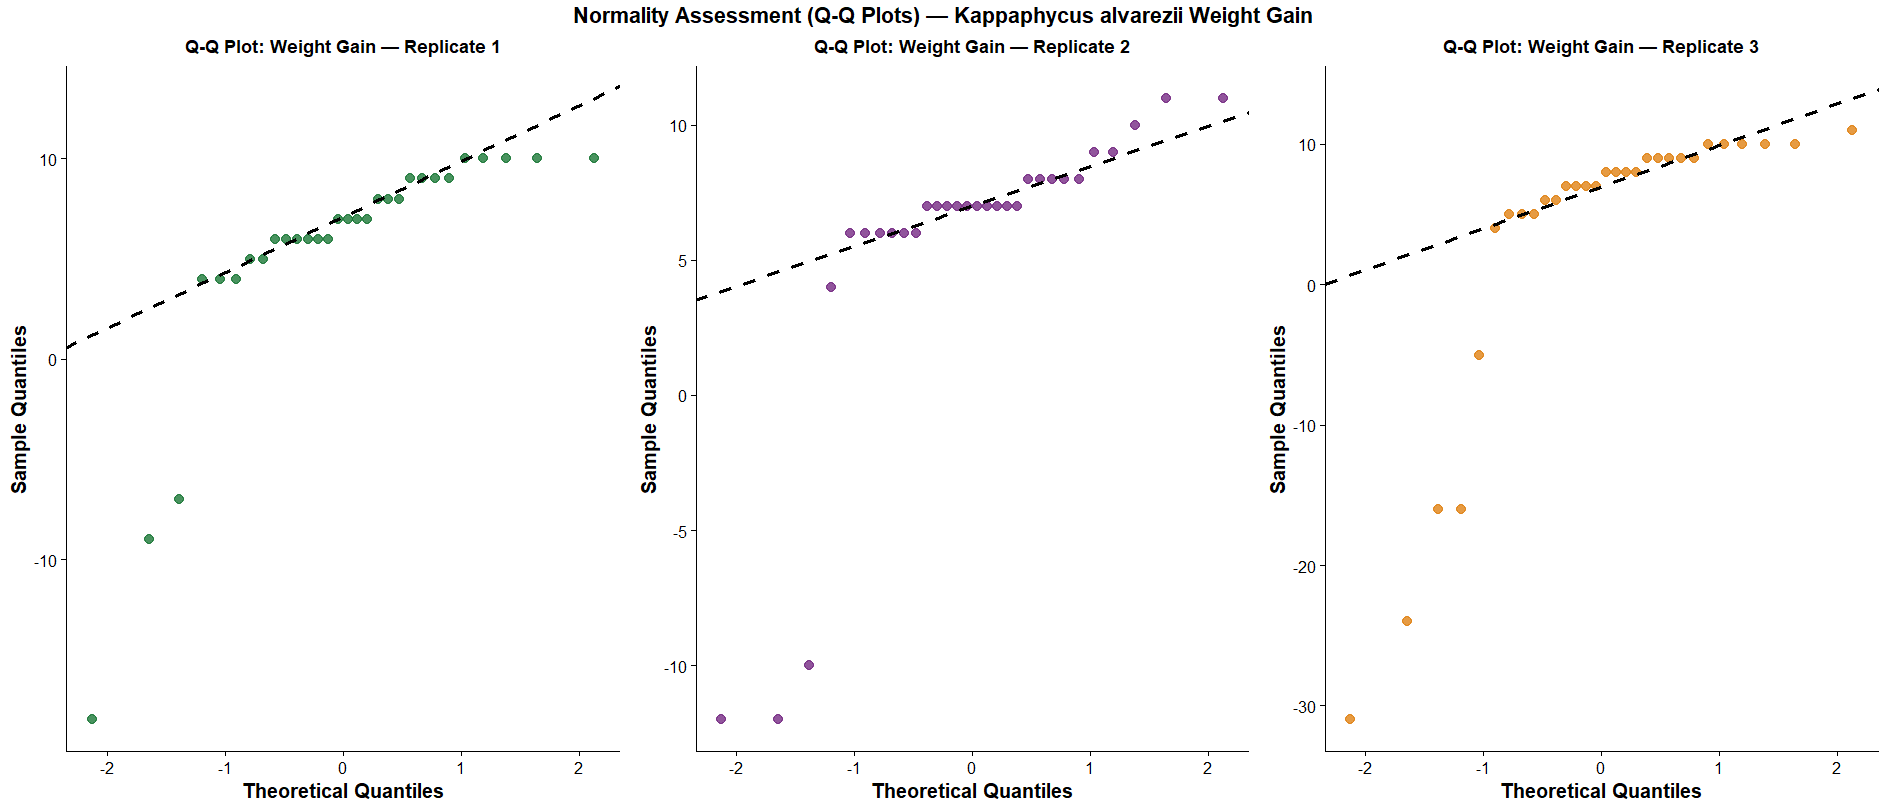 Normality Assessment (Q-Q Plots) — Kappaphycus alvarezii Weight Gain
Q-Q Plot: Weight Gain — Replicate 1
10
0
-10
Sample Quantiles
-2
-1
0
1
2
Theoretical Quantiles
Q-Q Plot: Weight Gain — Replicate 2
10
5
0
-5
-10
Sample Quantiles
-2
-1
0
1
2
Theoretical Quantiles
Q-Q Plot: Weight Gain — Replicate 3
10
0
-10
-20
-30
Sample Quantiles
-2
-1
0
1
2
Theoretical Quantiles